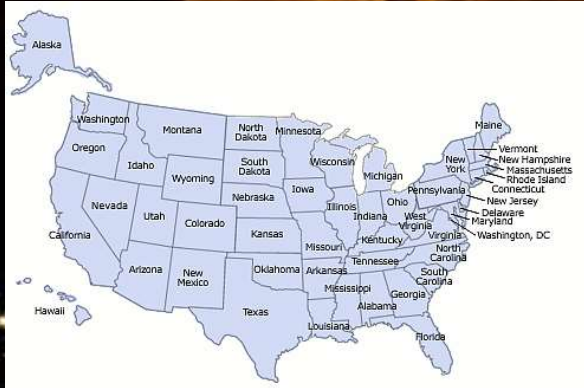 Alaska
Washington
Oregon
California
Nevada
Idaho
Montana
Wyoming
Utah
Colorado
Arizona
New
Mexico
North
Dakota
South
Dakota
Nebraska
Kansas
Oklahoma
Texas
Minnesota
Iowa
Missouri
Arkansas
Louisiana
Wisconsin
Illinois
Michigan
Indiana
Ohio
Kentucky
Tennessee
Mississippi
Alabama
Georgia
Florida
South
Carolina
North
Carolina
Virginia
West
Virginia
Pennsylvania
New
York
Maine
Vermont
New Hampshire
Massachusetts
Rhode Island
Connecticut
New Jersey
Delaware
Maryland
Washington, DC
Hawaii